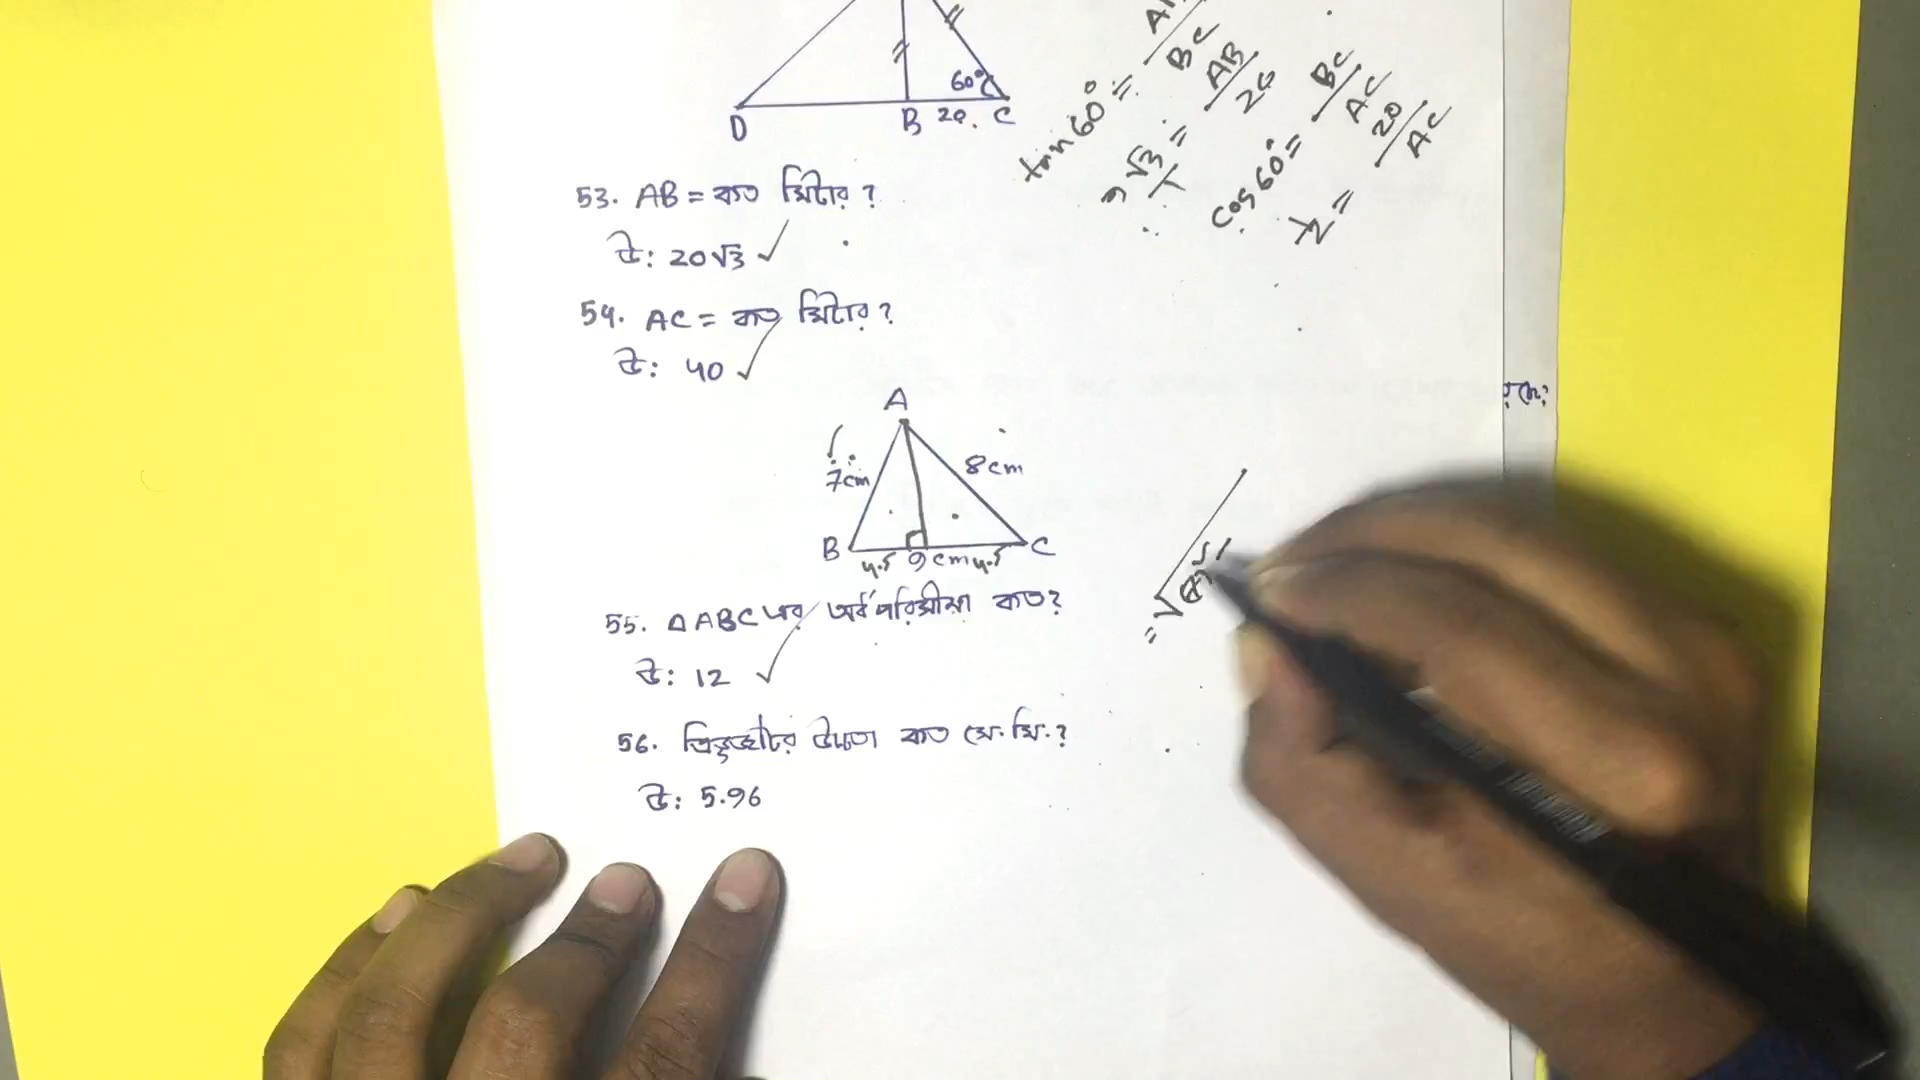 60°
D B 20. C
53. AB = কত মিটার ?
উ: 20√3 ✓
54. AC = কত মিটার ?
উ: 40 ✓
A
7cm 8cm
B C
4.5 9cm 4.5
55. ΔABC এর অর্ধপরিসীমা কত?
উ: 12 ✓
56. ত্রিভুজটির উচ্চতা কত সে.মি.?
উ: 5.96
tan 60° = / BC
√3/1 = AB/20
cos 60° = BC/AC
1/2 = 20/AC